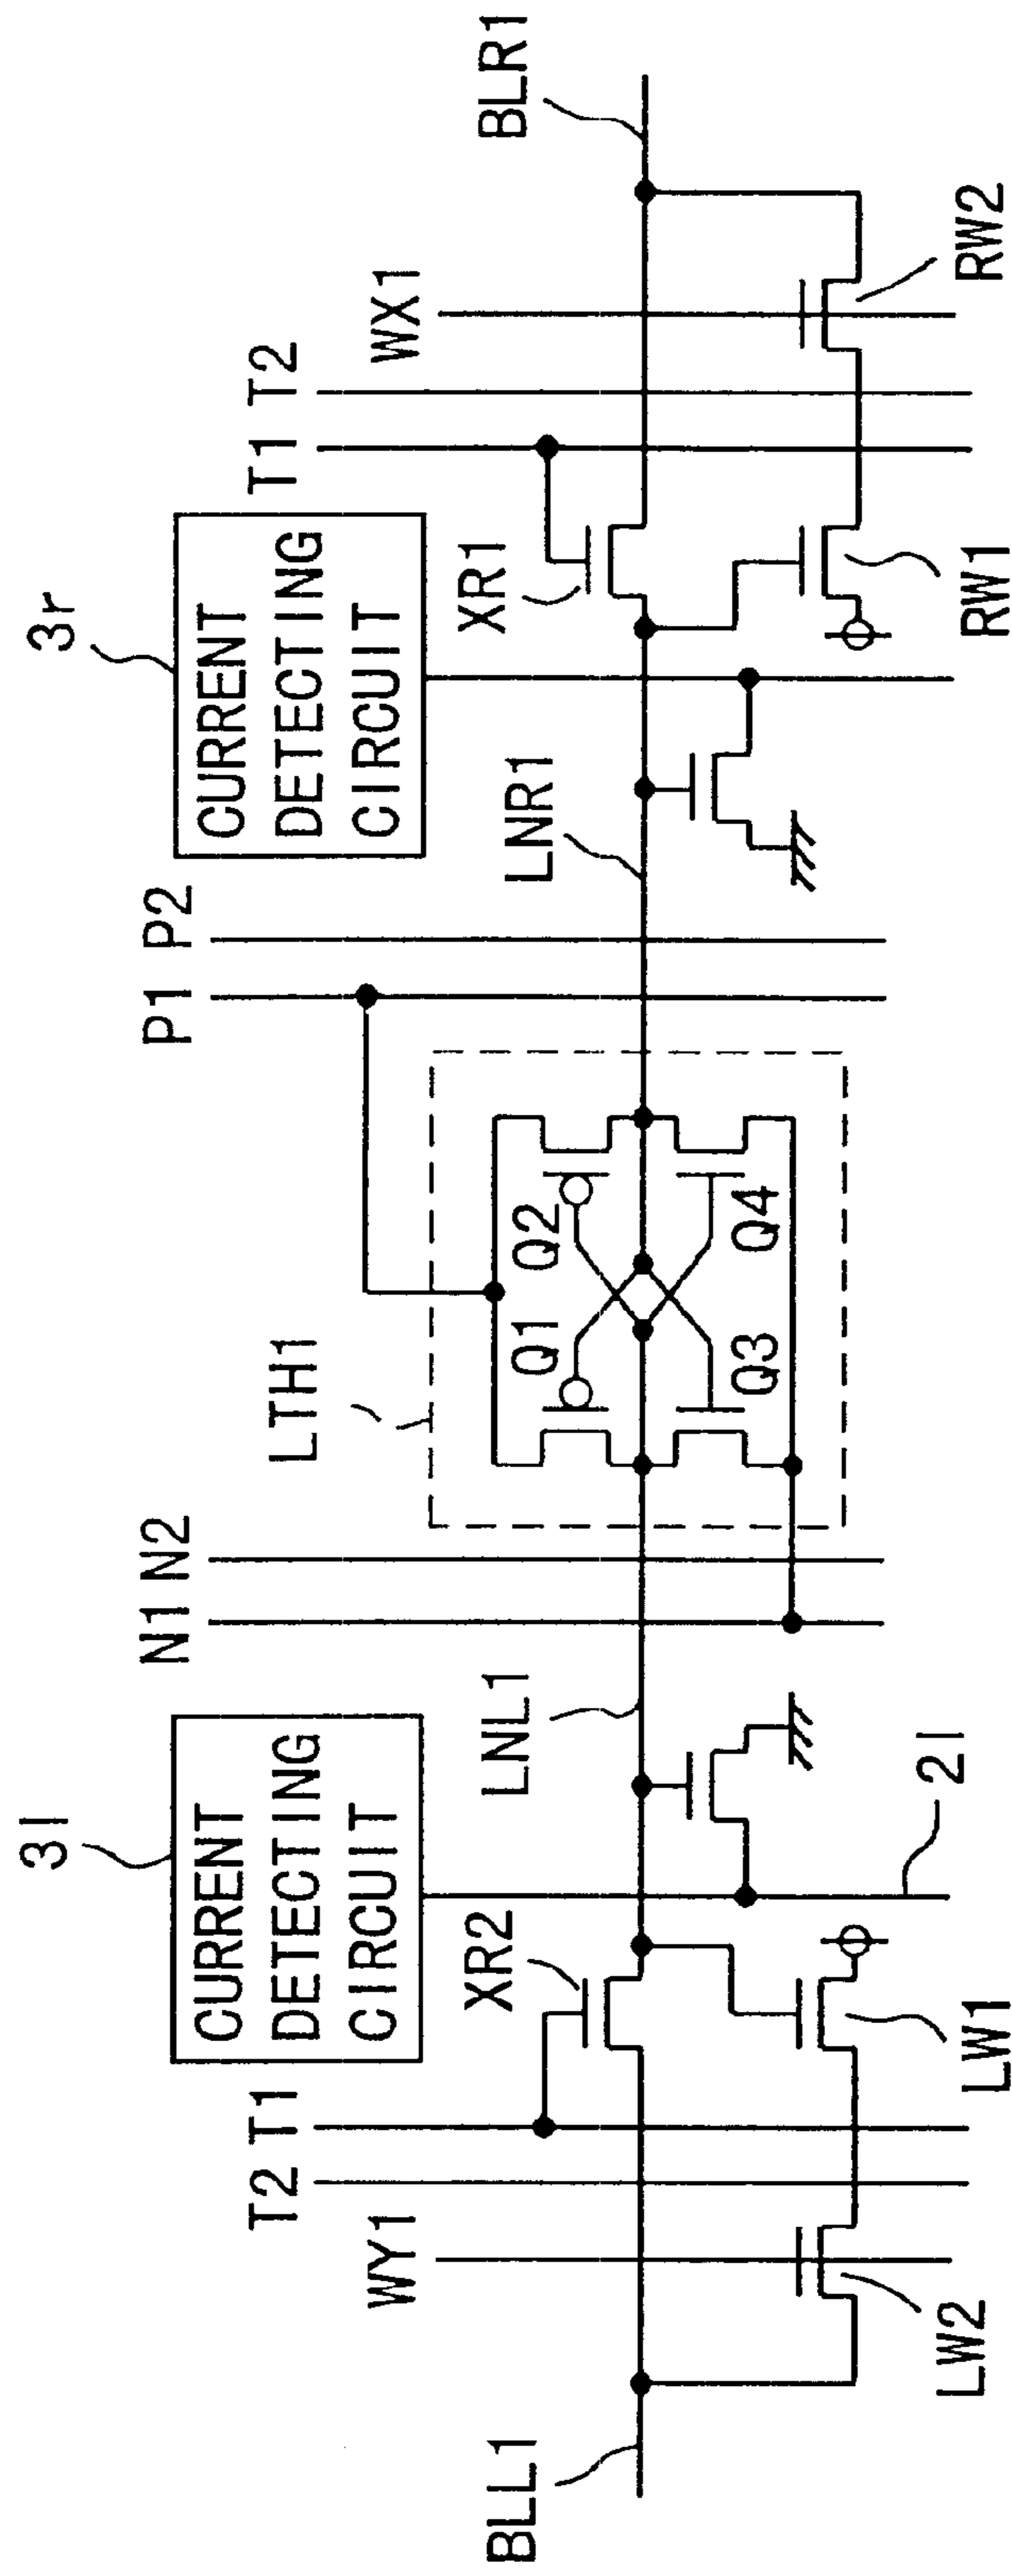 3l
CURRENT
DETECTING
CIRCUIT
3r
CURRENT
DETECTING
CIRCUIT
N1 N2
P1 P2
T2 T1
T1 T2
LTH1
WY1
WX1
XR2
LNL1
Q1 Q2
LNR1
XR1
BLL1
BLR1
Q3 Q4
2l
LW2
LW1
RW1
RW2